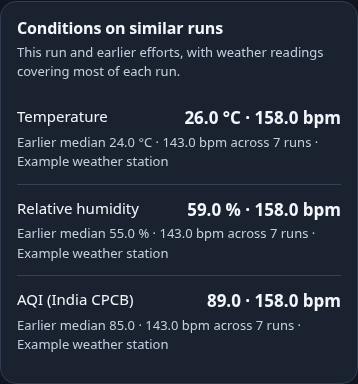 Conditions on similar runs
This run and earlier efforts, with weather readings
covering most of each run.
Temperature 26.0 °C · 158.0 bpm
Earlier median 24.0 °C · 143.0 bpm across 7 runs ·
Example weather station
Relative humidity 59.0 % · 158.0 bpm
Earlier median 55.0 % · 143.0 bpm across 7 runs ·
Example weather station
AQI (India CPCB) 89.0 · 158.0 bpm
Earlier median 85.0 · 143.0 bpm across 7 runs ·
Example weather station